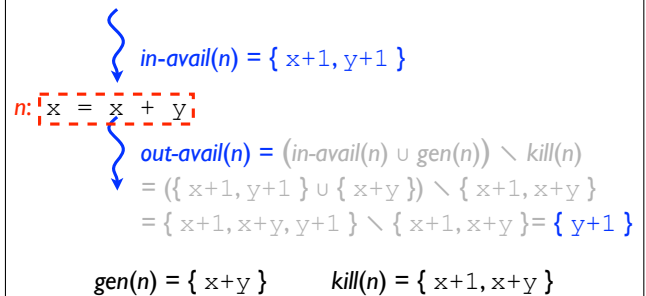 in-avail(n) = { x+1, y+1 }
n: x = x + y
out-avail(n) = (in-avail(n) ∪ gen(n)) ∖ kill(n)
= ({ x+1, y+1 } ∪ { x+y }) ∖ { x+1, x+y }
= { x+1, x+y, y+1 } ∖ { x+1, x+y }= { y+1 }
gen(n) = { x+y } kill(n) = { x+1, x+y }